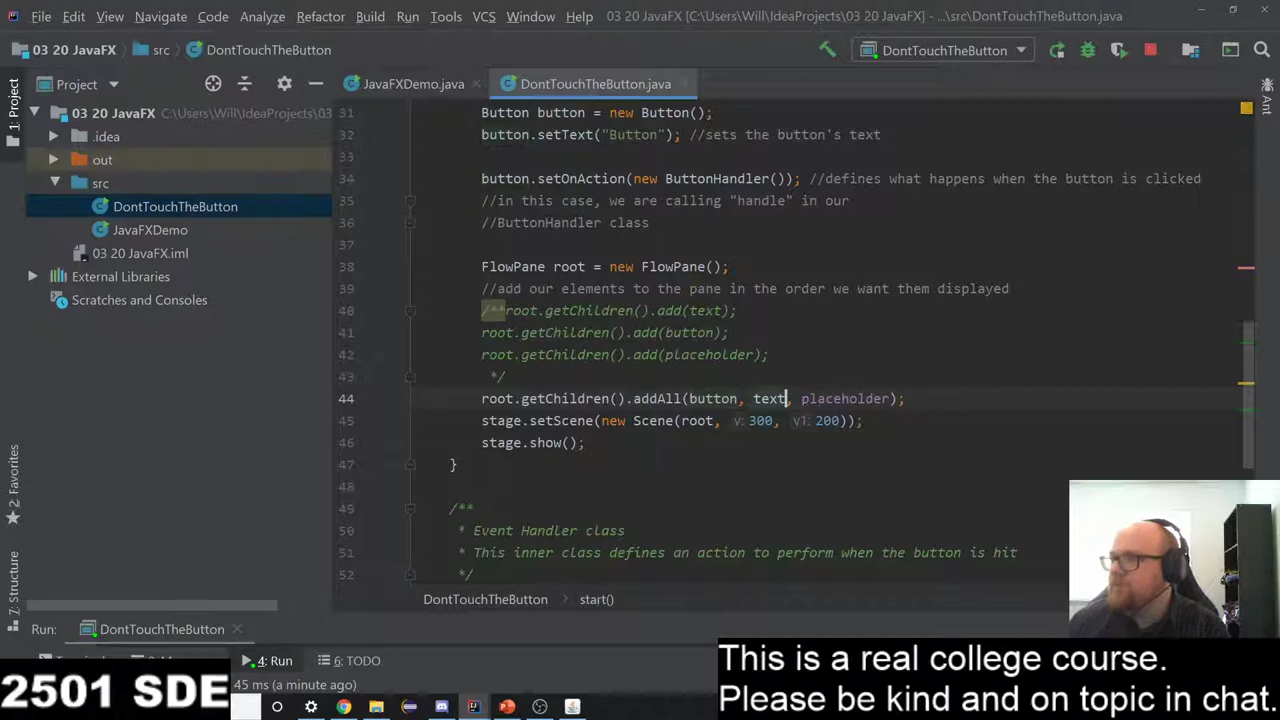 File Edit View Navigate Code Analyze Refactor Build Run Tools VCS Window Help 03 20 JavaFX [C:\Users\Will\IdeaProjects\03 20 JavaFX] - ...\src\DontTouchTheButton.java
03 20 JavaFX src DontTouchTheButton
DontTouchTheButton
Project
JavaFXDemo.java
DontTouchTheButton.java
1: Project
Ant
03 20 JavaFX C:\Users\Will\IdeaProjects\03
.idea
out
src
DontTouchTheButton
JavaFXDemo
03 20 JavaFX.iml
External Libraries
Scratches and Consoles
31 Button button = new Button();
32 button.setText("Button"); //sets the button's text
33
34 button.setOnAction(new ButtonHandler()); //defines what happens when the button is clicked
35 //in this case, we are calling "handle" in our
36 //ButtonHandler class
37
38 FlowPane root = new FlowPane();
39 //add our elements to the pane in the order we want them displayed
40 /**root.getChildren().add(text);
41 root.getChildren().add(button);
42 root.getChildren().add(placeholder);
43 */
44 root.getChildren().addAll(button, text, placeholder);
45 stage.setScene(new Scene(root, v: 300, v1: 200));
46 stage.show();
47 }
48
49 /**
50 * Event Handler class
51 * This inner class defines an action to perform when the button is hit
52 */
DontTouchTheButton start()
2: Favorites
7: Structure
Run: DontTouchTheButton
4: Run 6: TODO
45 ms (a minute ago)
2501 SDE
This is a real college course.
Please be kind and on topic in chat.